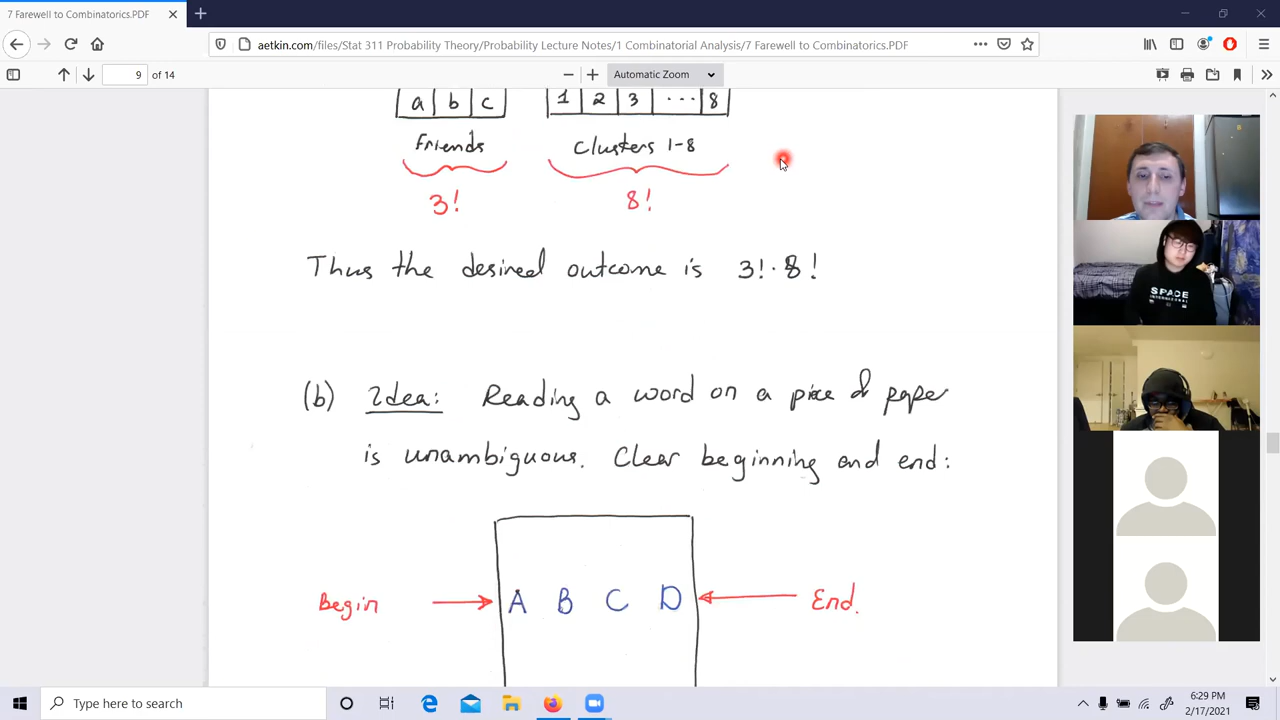 7 Farewell to Combinatorics.PDF
aetkin.com/files/Stat 311 Probability Theory/Probability Lecture Notes/1 Combinatorial Analysis/7 Farewell to Combinatorics.PDF
9 of 14
Automatic Zoom
a b c 1 2 3 ... 8
Friends Clusters 1-8
3! 8!
Thus the desired outcome is 3! · 8!
(b) Idea: Reading a word on a piece of paper
is unambiguous. Clear beginning end end:
Begin A B C D End.
SPACE
INTERNATIONAL
Type here to search
6:29 PM
2/17/2021